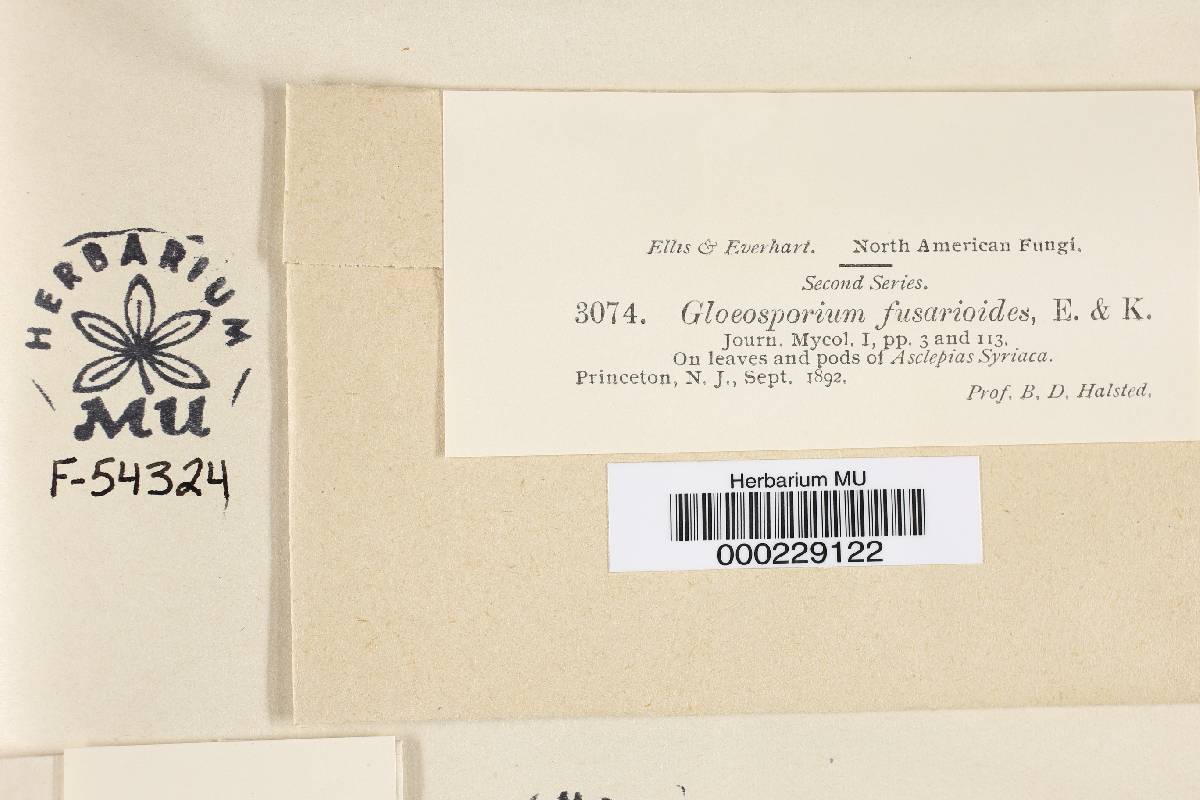 HERBARIUM
MU
F-54324
Ellis & Everhart. North American Fungi.
Second Series.
3074. Gloeosporium fusarioides, E. & K.
Journ. Mycol. I, pp. 3 and 113.
On leaves and pods of Asclepias Syriaca.
Princeton, N. J., Sept. 1892.
Prof. B. D. Halsted.
Herbarium MU
000229122